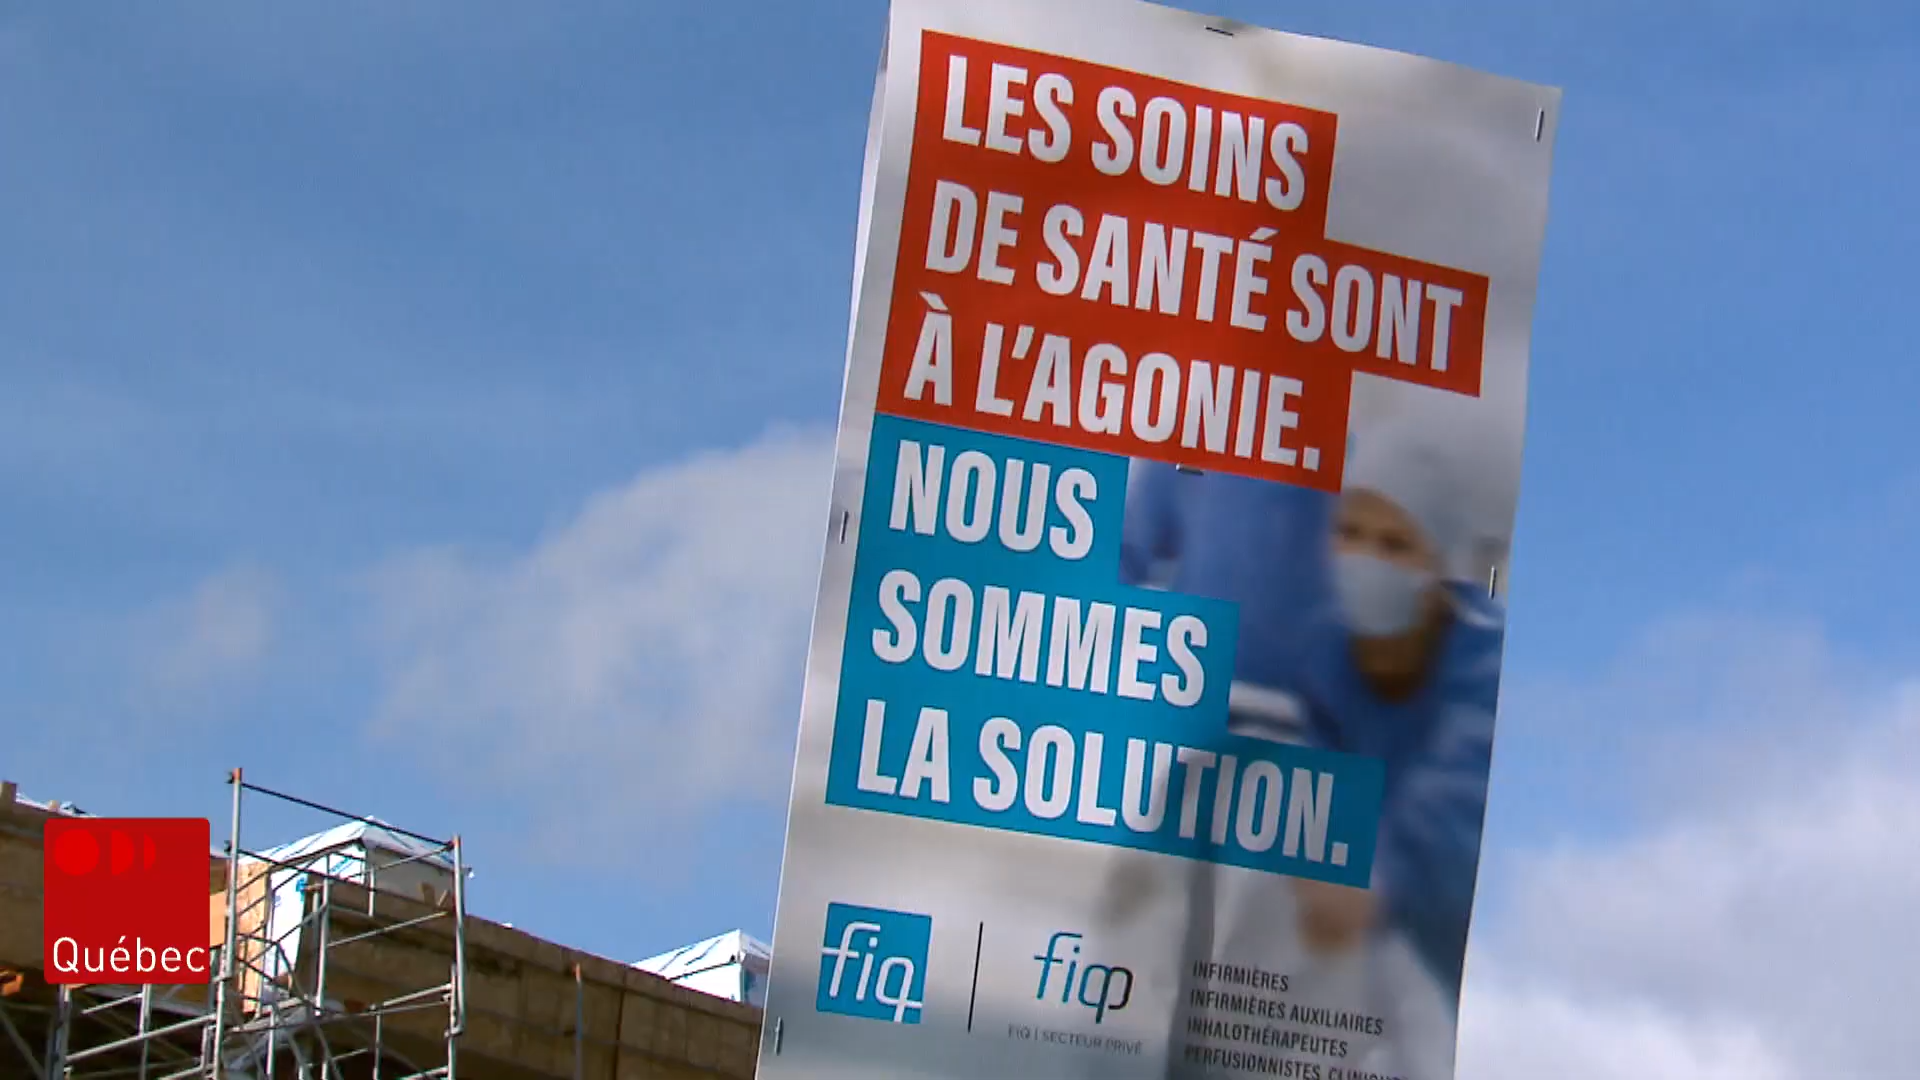 LES SOINS
DE SANTÉ SONT
À L'AGONIE.
NOUS
SOMMES
LA SOLUTION.
fiq
fiqp
FIQ | SECTEUR PRIVÉ
INFIRMIÈRES
INFIRMIÈRES AUXILIAIRES
INHALOTHÉRAPEUTES
PERFUSIONNISTES
Québec